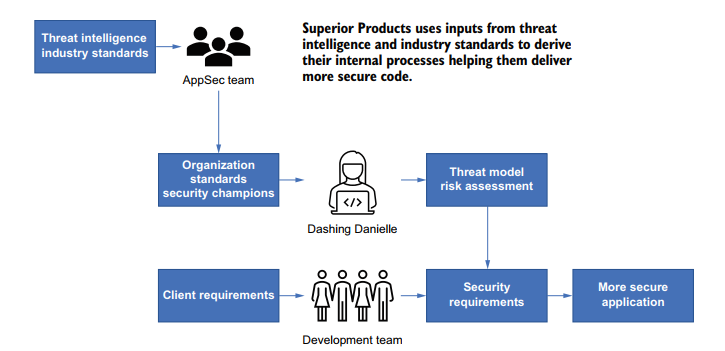 Threat intelligence
industry standards
AppSec team
Superior Products uses inputs from threat
intelligence and industry standards to derive
their internal processes helping them deliver
more secure code.
Organization
standards
security champions
</>
Dashing Danielle
Threat model
risk assessment
Client requirements
Development team
Security
requirements
More secure
application